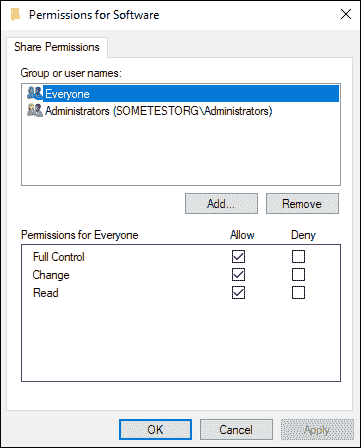 Permissions for Software
Share Permissions
Group or user names:
Everyone
Administrators (SOMETESTORG\Administrators)
Add... Remove
Permissions for Everyone Allow Deny
Full Control
Change
Read
OK Cancel Apply